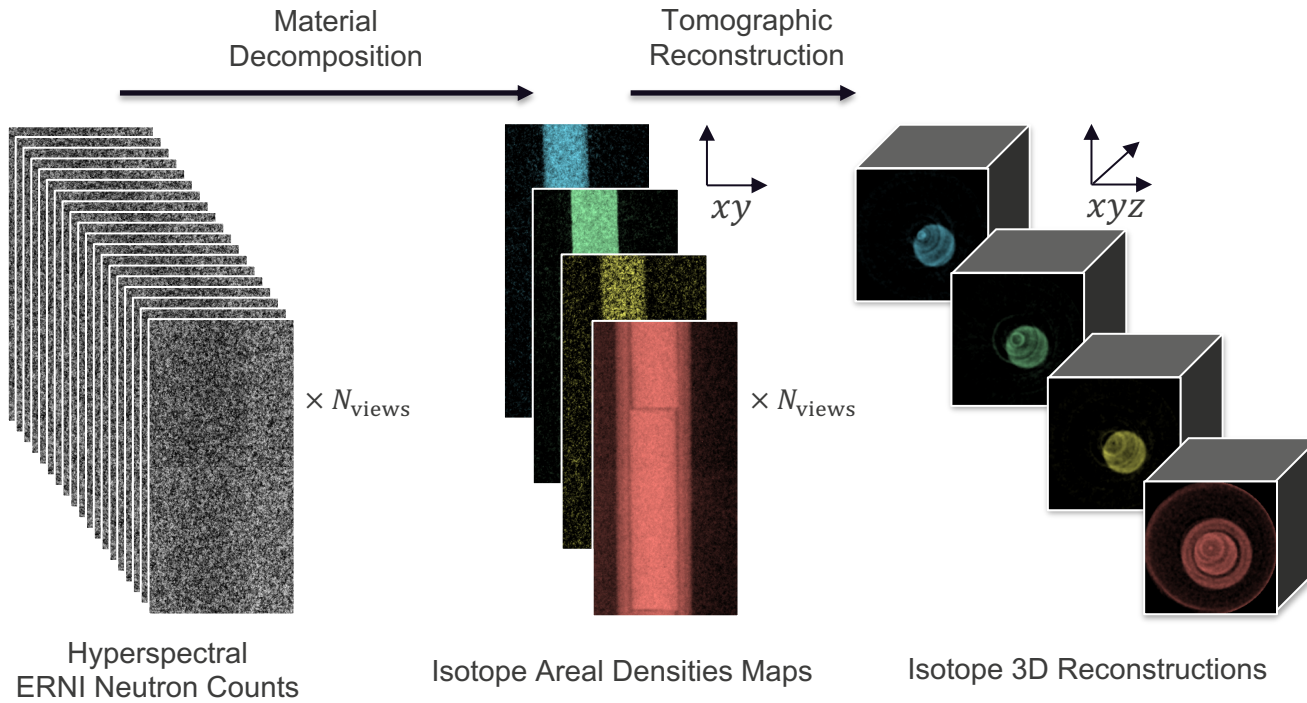 Material
Decomposition
Tomographic
Reconstruction
xy
xyz
× N_views
× N_views
Hyperspectral
ERNI Neutron Counts
Isotope Areal Densities Maps
Isotope 3D Reconstructions